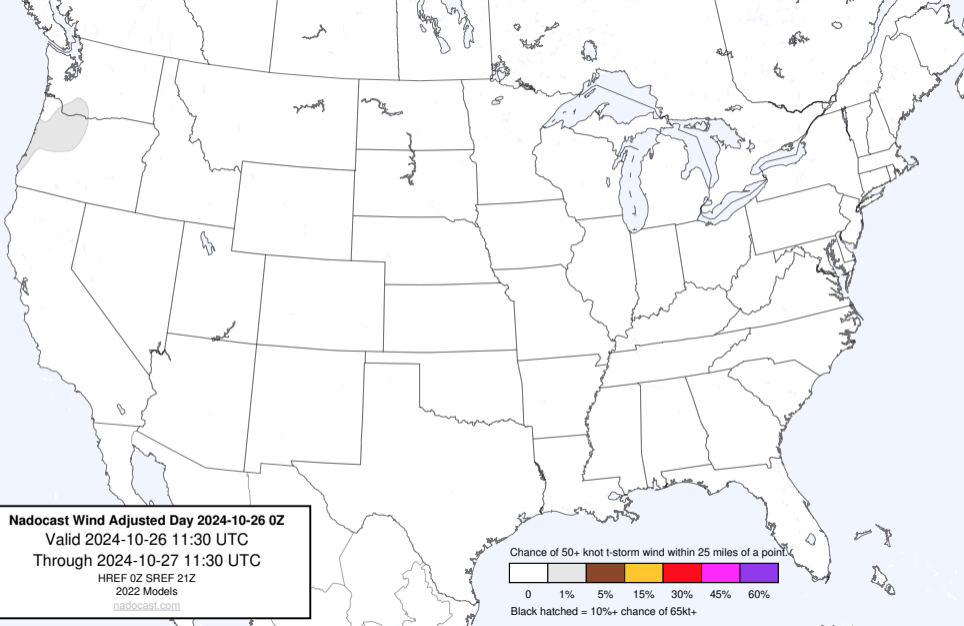 Nadocast Wind Adjusted Day 2024-10-26 0Z
Valid 2024-10-26 11:30 UTC
Through 2024-10-27 11:30 UTC
HREF 0Z SREF 21Z
2022 Models
nadocast.com
Chance of 50+ knot t-storm wind within 25 miles of a point.
0 1% 5% 15% 30% 45% 60%
Black hatched = 10%+ chance of 65kt+